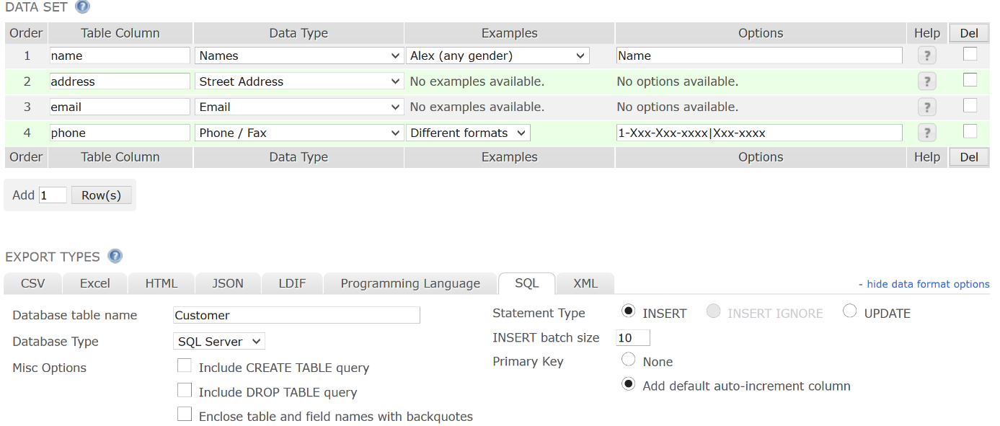 DATA SET ?
Order Table Column Data Type Examples Options Help Del
1 name Names Alex (any gender) Name ?
2 address Street Address No examples available. No options available. ?
3 email Email No examples available. No options available. ?
4 phone Phone / Fax Different formats 1-Xxx-Xxx-xxxx|Xxx-xxxx ?
Order Table Column Data Type Examples Options Help Del
Add 1 Row(s)
EXPORT TYPES ?
CSV Excel HTML JSON LDIF Programming Language SQL XML - hide data format options
Database table name Customer
Database Type SQL Server
Misc Options Include CREATE TABLE query
Include DROP TABLE query
Enclose table and field names with backquotes
Statement Type INSERT INSERT IGNORE UPDATE
INSERT batch size 10
Primary Key None
Add default auto-increment column